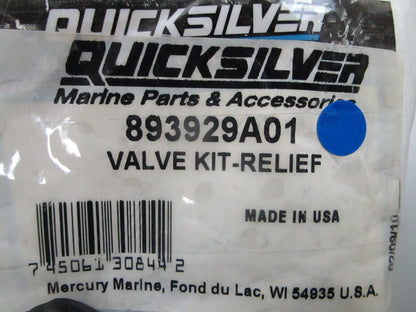 QUICKSILVER
QUICKSILVER
Marine Parts & Accessories
893929A01
VALVE KIT-RELIEF
MADE IN USA
7 45061 30844 2
Mercury Marine, Fond du Lac, WI 54935 U.S.A.